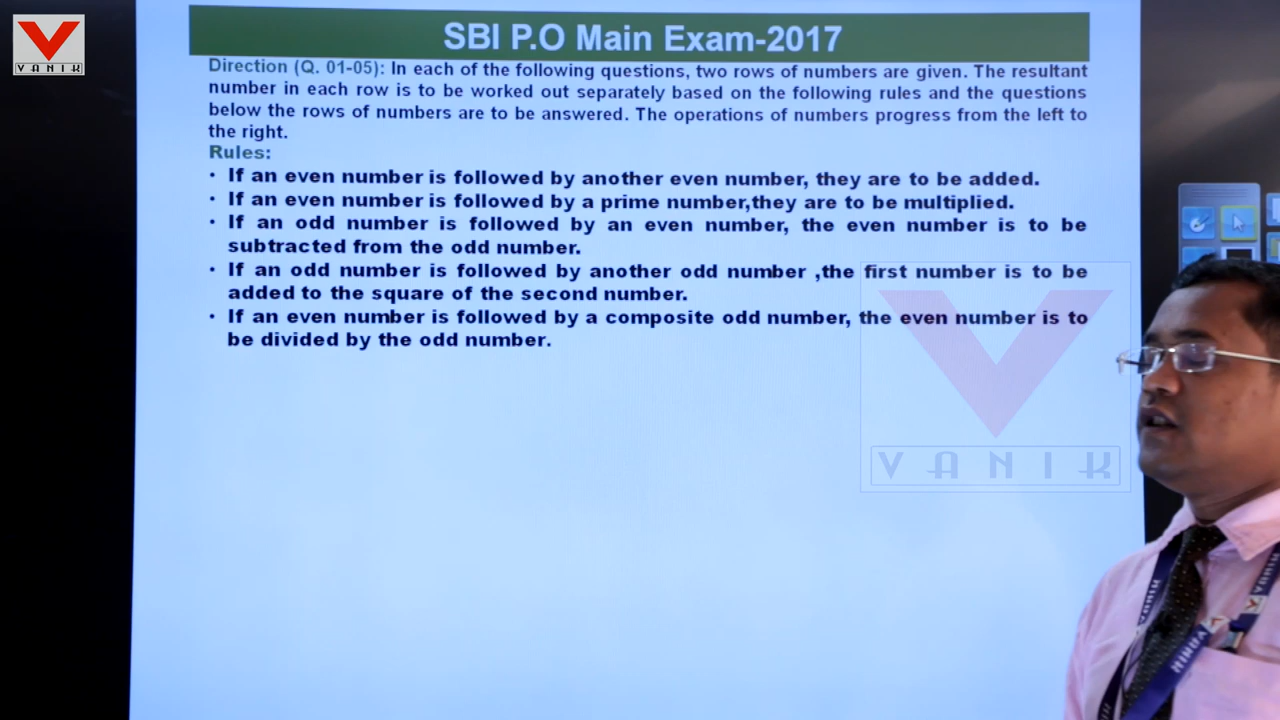 VANIK
SBI P.O Main Exam-2017
Direction (Q. 01-05): In each of the following questions, two rows of numbers are given. The resultant
number in each row is to be worked out separately based on the following rules and the questions
below the rows of numbers are to be answered. The operations of numbers progress from the left to
the right.
Rules:
• If an even number is followed by another even number, they are to be added.
• If an even number is followed by a prime number,they are to be multiplied.
• If an odd number is followed by an even number, the even number is to be
subtracted from the odd number.
• If an odd number is followed by another odd number ,the first number is to be
added to the square of the second number.
• If an even number is followed by a composite odd number, the even number is to
be divided by the odd number.
VANIK
VANIK
VANIK